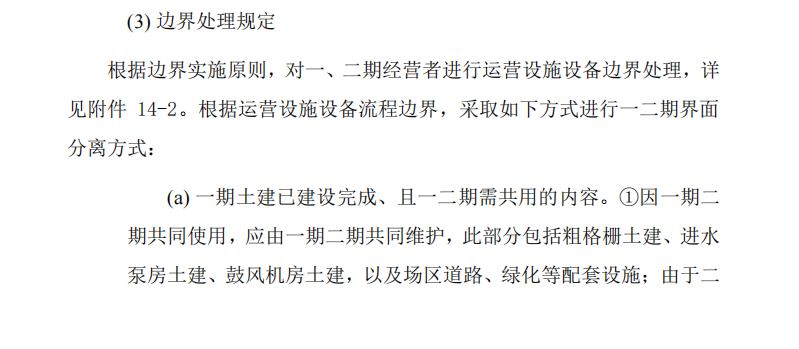 (3) 边界处理规定
根据边界实施原则，对一、二期经营者进行运营设施设备边界处理，详
见附件 14-2。根据运营设施设备流程边界，采取如下方式进行一二期界面
分离方式：
(a) 一期土建已建设完成、且一二期需共用的内容。①因一期二
期共同使用，应由一期二期共同维护，此部分包括粗格栅土建、进水
泵房土建、鼓风机房土建，以及场区道路、绿化等配套设施；由于二